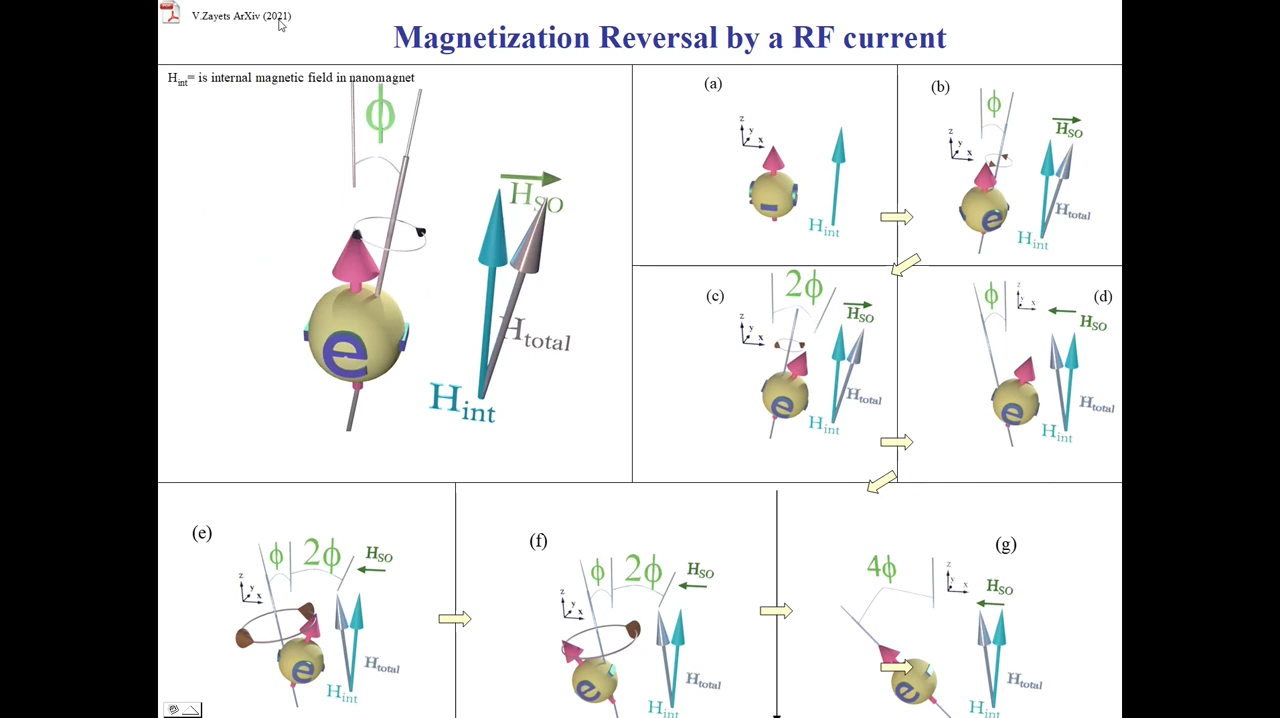 V.Zayets ArXiv (2021)
Magnetization Reversal by a RF current
Hint= is internal magnetic field in nanomagnet
ϕ
HSO
Htotal
Hint
e
(a)
z
y
x
Hint
(b)
ϕ
z
y
x
HSO
Htotal
Hint
e
(c)
2ϕ
z
y
x
HSO
Htotal
Hint
e
(d)
ϕ
z
y
x
HSO
Htotal
Hint
e
(e)
ϕ
2ϕ
HSO
z
y
x
Htotal
Hint
e
(f)
ϕ
2ϕ
HSO
z
y
x
Htotal
Hint
e
(g)
4ϕ
z
y
x
HSO
Htotal
Hint
e